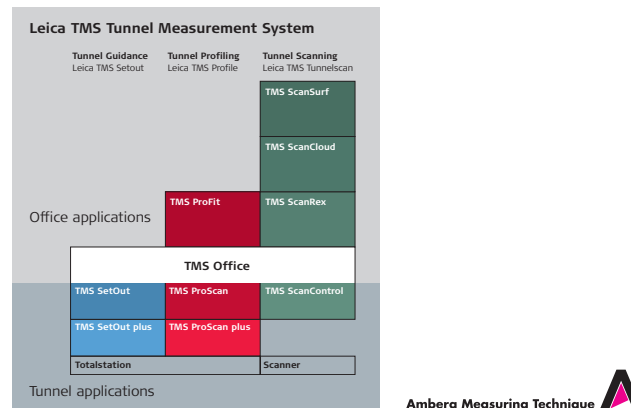 Leica TMS Tunnel Measurement System
Tunnel Guidance Tunnel Profiling Tunnel Scanning
Leica TMS Setout Leica TMS Profile Leica TMS Tunnelscan
TMS ScanSurf
TMS ScanCloud
TMS ProFit TMS ScanRex
Office applications
TMS Office
TMS SetOut TMS ProScan TMS ScanControl
TMS SetOut plus TMS ProScan plus
Totalstation Scanner
Tunnel applications
Amberg Measuring Technique